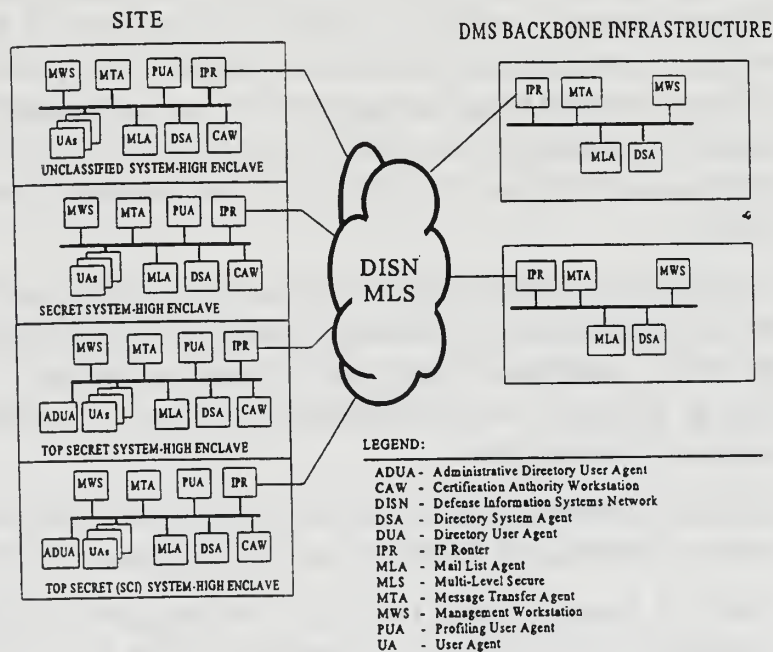 SITE
DMS BACKBONE INFRASTRUCTURE
MWS MTA PUA IPR
UAs MLA DSA CAW
UNCLASSIFIED SYSTEM-HIGH ENCLAVE
MWS MTA PUA IPR
UAs MLA DSA CAW
SECRET SYSTEM-HIGH ENCLAVE
MWS MTA PUA IPR
ADUA UAs MLA DSA CAW
TOP SECRET SYSTEM-HIGH ENCLAVE
MWS MTA PUA IPR
ADUA UAs MLA DSA CAW
TOP SECRET (SCI) SYSTEM-HIGH ENCLAVE
DISN
MLS
IPR MTA MWS
MLA DSA
IPR MTA MWS
MLA DSA
LEGEND:
ADUA - Administrative Directory User Agent
CAW - Certification Anthority Workstation
DISN - Defense Information Systems Network
DSA - Directory System Agent
DUA - Directory User Agent
IPR - IP Ronter
MLA - Mail List Agent
MLS - Multi-Level Secure
MTA - Message Transfer Agent
MWS - Management Workstation
PUA - Profiling User Agent
UA - User Agent